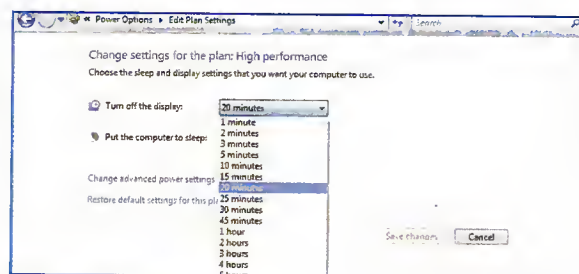 « Power Options ▸ Edit Plan Settings
Search
Change settings for the plan: High performance
Choose the sleep and display settings that you want your computer to use.
Turn off the display: 20 minutes
1 minute
Put the computer to sleep: 2 minutes
3 minutes
5 minutes
10 minutes
Change advanced power settings 15 minutes
20 minutes
Restore default settings for this pl 25 minutes
30 minutes
45 minutes
1 hour
2 hours
Save changes Cancel
3 hours
4 hours